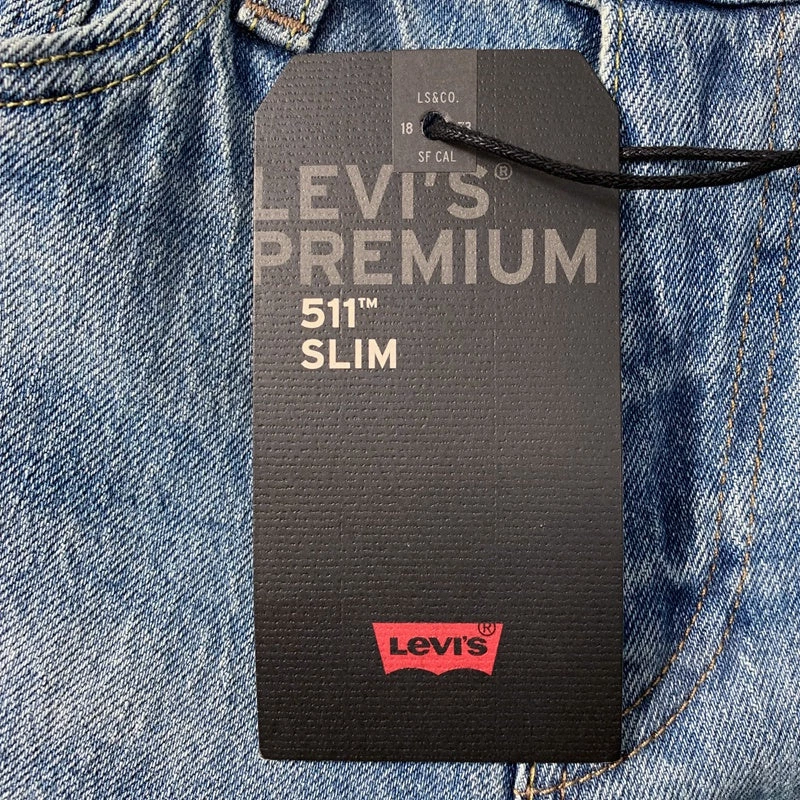 LS&CO.
18
SF CAL
LEVI'S®
PREMIUM
511™
SLIM
Levi's®